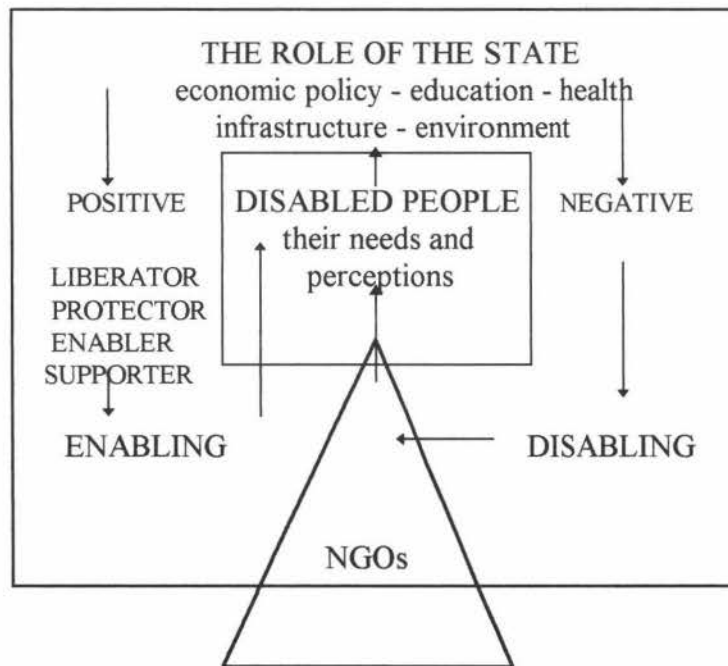 THE ROLE OF THE STATE
economic policy - education - health
infrastructure - environment
POSITIVE
DISABLED PEOPLE
their needs and
perceptions
NEGATIVE
LIBERATOR
PROTECTOR
ENABLER
SUPPORTER
ENABLING
DISABLING
NGOs